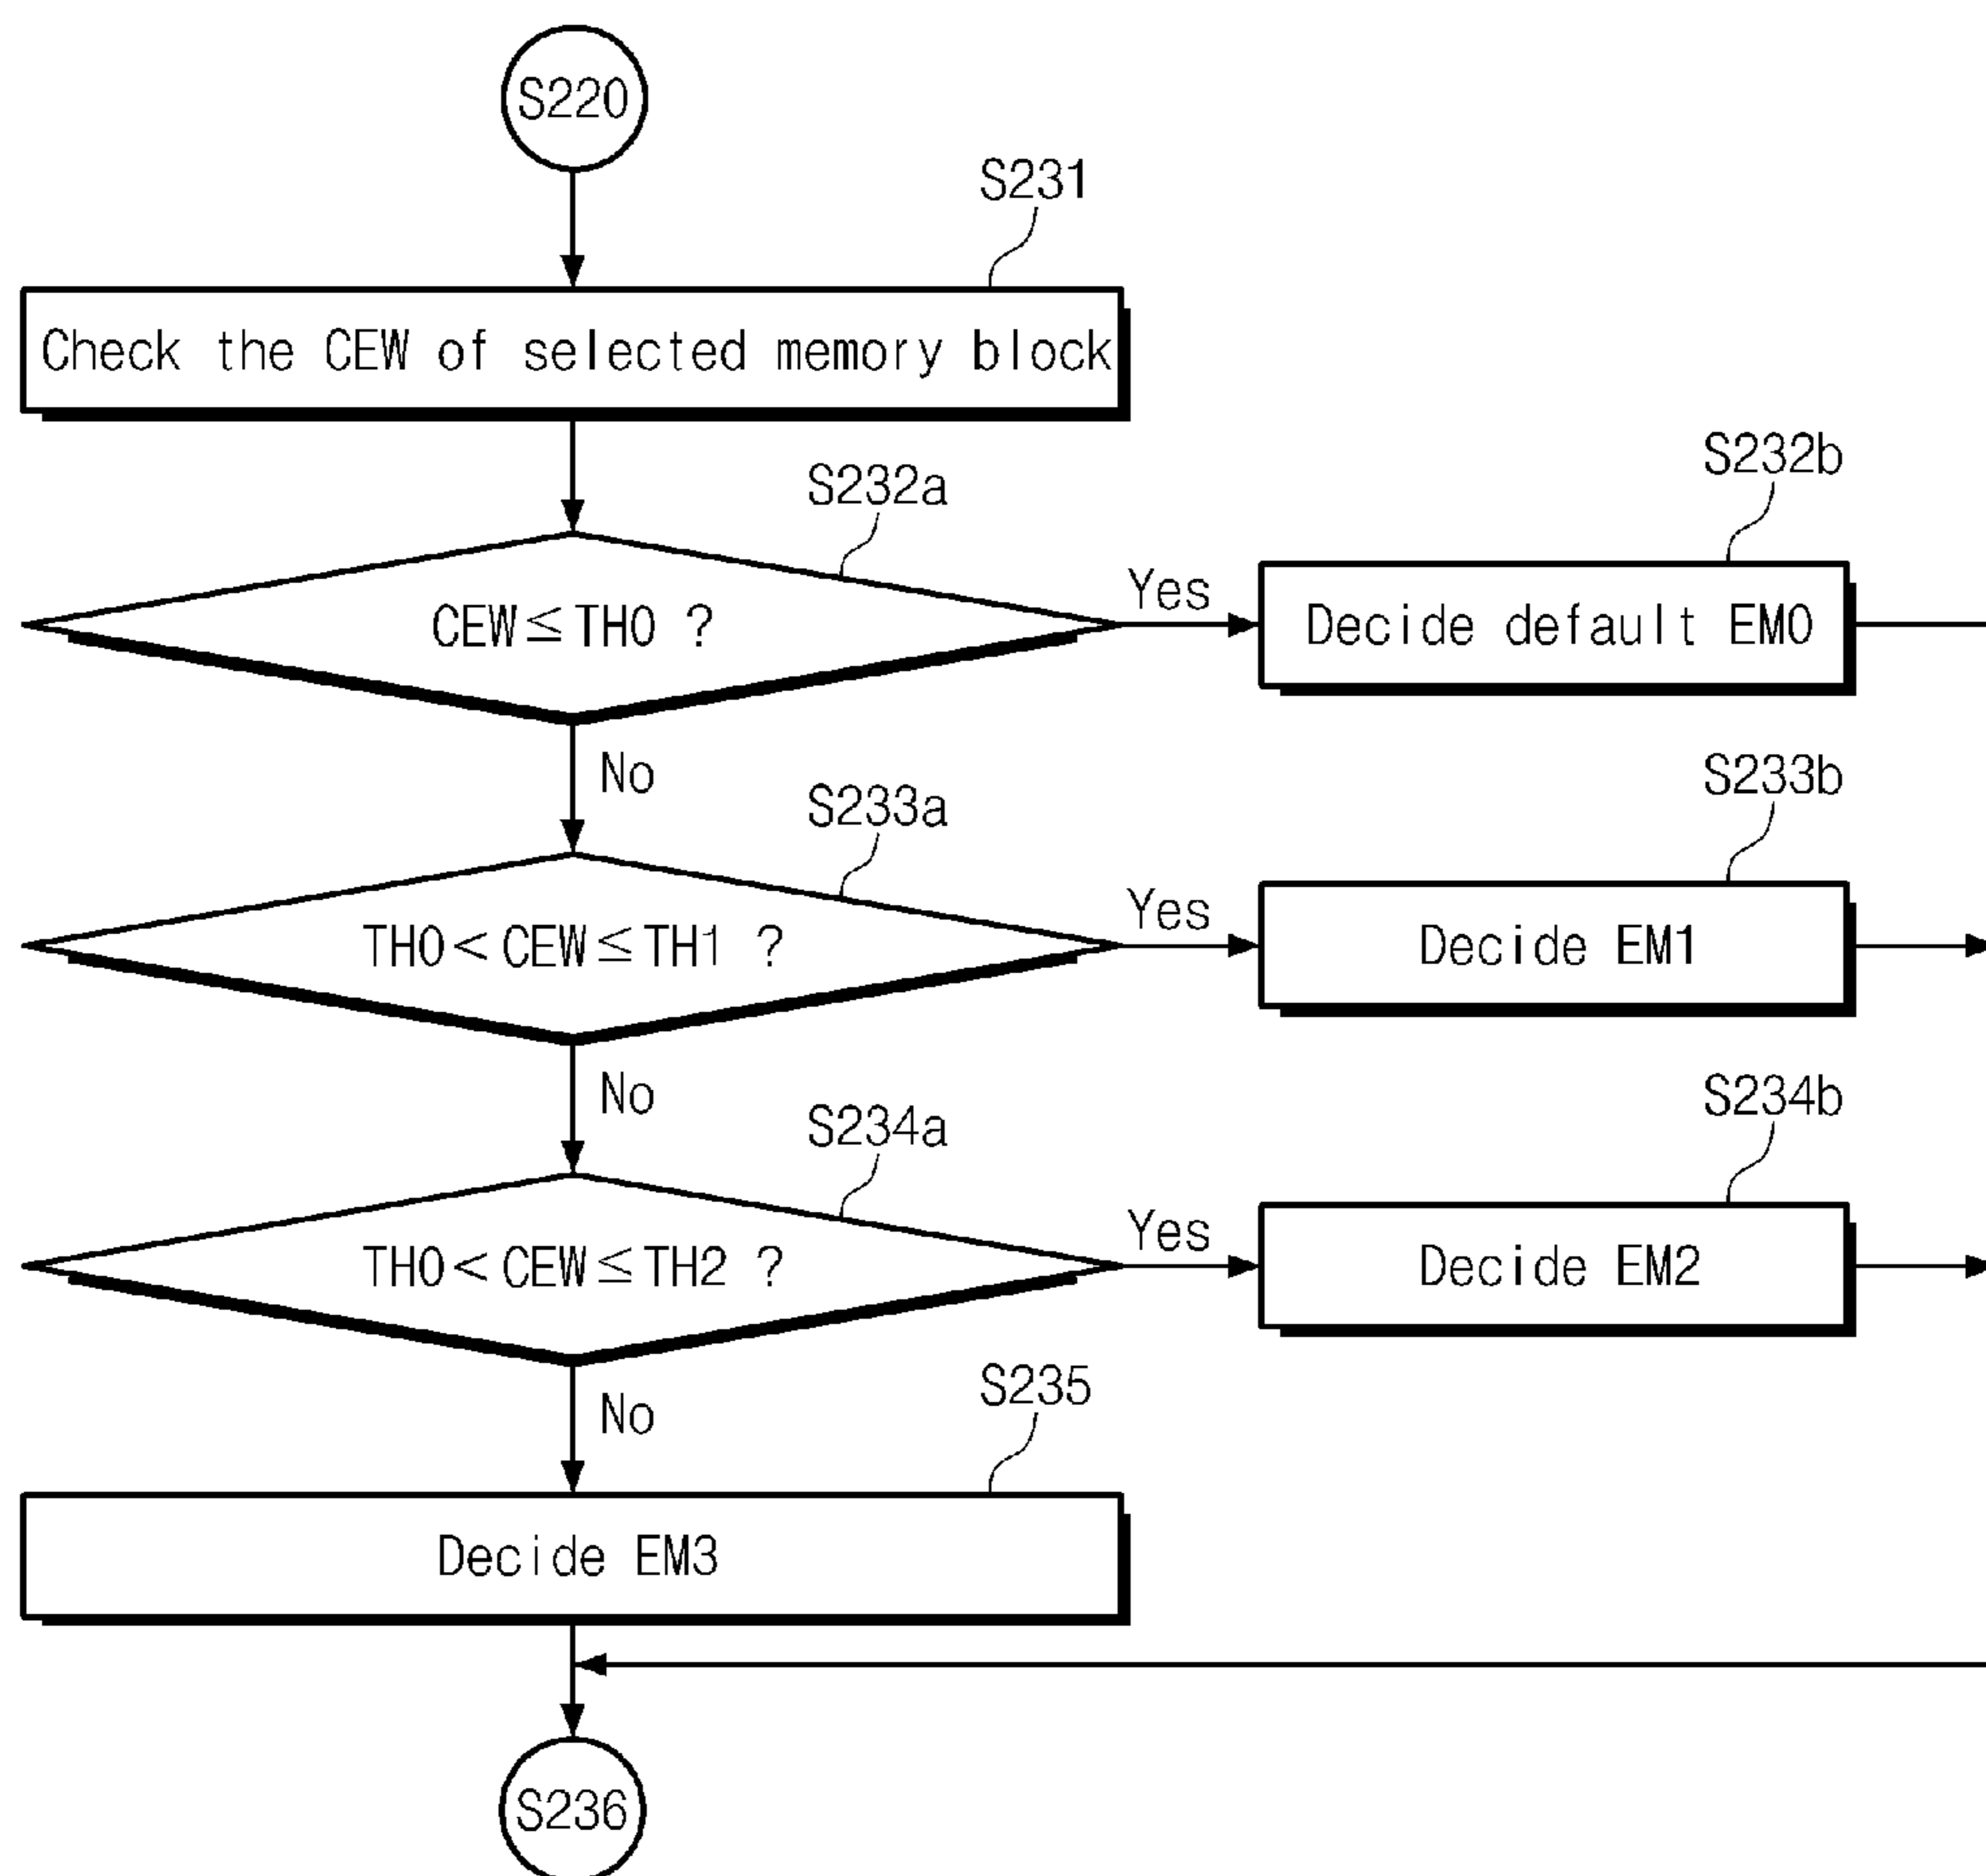 S220
S231
Check the CEW of selected memory block
S232a
S232b
CEW≦TH0 ?
Yes
Decide default EM0
No
S233a
S233b
TH0<CEW≦TH1 ?
Yes
Decide EM1
No
S234a
S234b
TH0<CEW≦TH2 ?
Yes
Decide EM2
No
S235
Decide EM3
S236